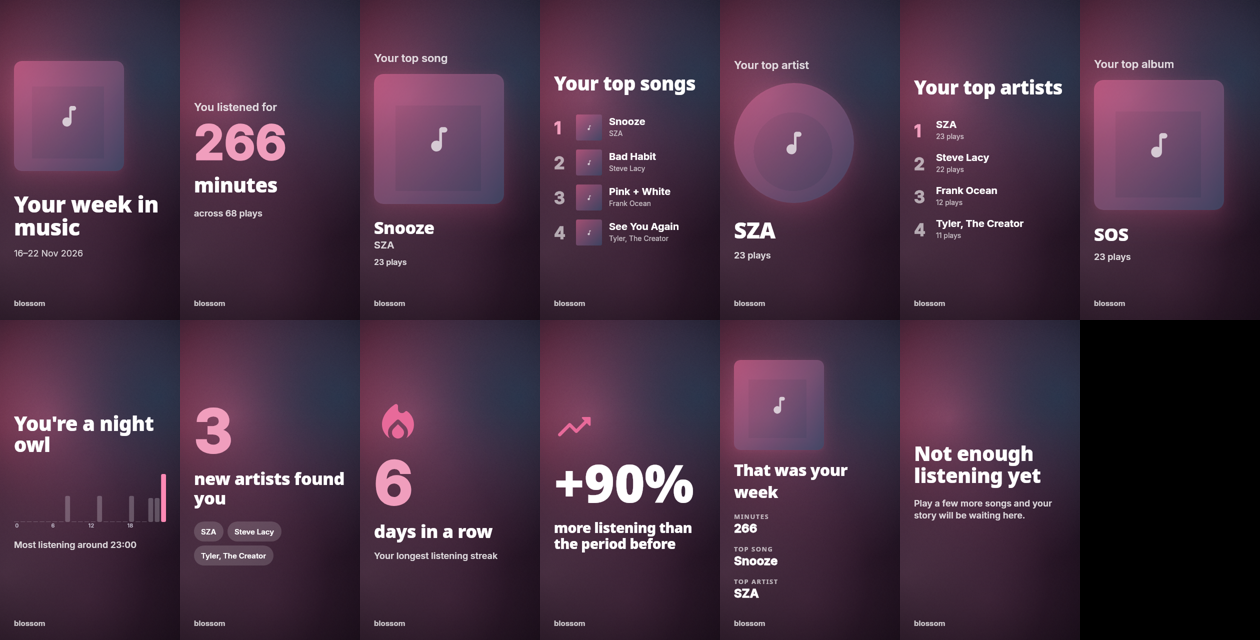 Your week in
music
16–22 Nov 2026
blossom
You listened for
266
minutes
across 68 plays
blossom
Your top song
Snooze
SZA
23 plays
blossom
Your top songs
1
Snooze
SZA
2
Bad Habit
Steve Lacy
3
Pink + White
Frank Ocean
4
See You Again
Tyler, The Creator
blossom
Your top artist
SZA
23 plays
blossom
Your top artists
1
SZA
23 plays
2
Steve Lacy
22 plays
3
Frank Ocean
12 plays
4
Tyler, The Creator
11 plays
blossom
Your top album
SOS
23 plays
blossom
You're a night
owl
0 6 12 18
Most listening around 23:00
blossom
3
new artists found
you
SZA Steve Lacy
Tyler, The Creator
blossom
6
days in a row
Your longest listening streak
blossom
+90%
more listening than
the period before
blossom
That was your
week
MINUTES
266
TOP SONG
Snooze
TOP ARTIST
SZA
blossom
Not enough
listening yet
Play a few more songs and your
story will be waiting here.
blossom